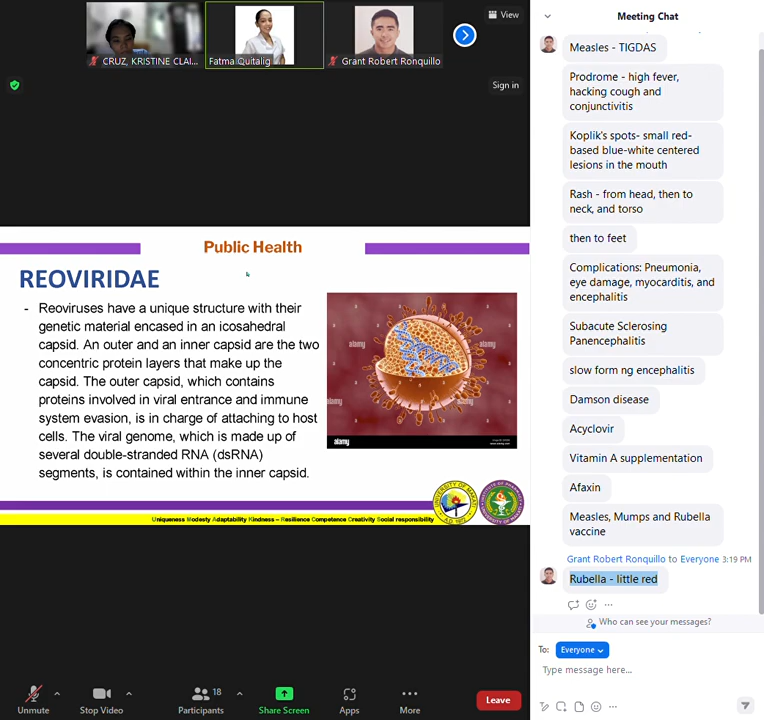 CRUZ, KRISTINE CLAI...
Fatma Quitalig
Grant Robert Ronquillo
View
Sign in
Public Health
REOVIRIDAE
- Reoviruses have a unique structure with their
genetic material encased in an icosahedral
capsid. An outer and an inner capsid are the two
concentric protein layers that make up the
capsid. The outer capsid, which contains
proteins involved in viral entrance and immune
system evasion, is in charge of attaching to host
cells. The viral genome, which is made up of
several double-stranded RNA (dsRNA)
segments, is contained within the inner capsid.
alamy
alamy
alamy
alamy
alamy
Uniqueness Modesty Adaptability Kindness – Resilience Competence Creativity Social responsibility
Unmute
Stop Video
18
Participants
Share Screen
Apps
More
Leave
Meeting Chat
Measles - TIGDAS
Prodrome - high fever,
hacking cough and
conjunctivitis
Koplik's spots- small red-
based blue-white centered
lesions in the mouth
Rash - from head, then to
neck, and torso
then to feet
Complications: Pneumonia,
eye damage, myocarditis, and
encephalitis
Subacute Sclerosing
Panencephalitis
slow form ng encephalitis
Damson disease
Acyclovir
Vitamin A supplementation
Afaxin
Measles, Mumps and Rubella
vaccine
Grant Robert Ronquillo to Everyone 3:19 PM
Rubella - little red
Who can see your messages?
To: Everyone
Type message here...